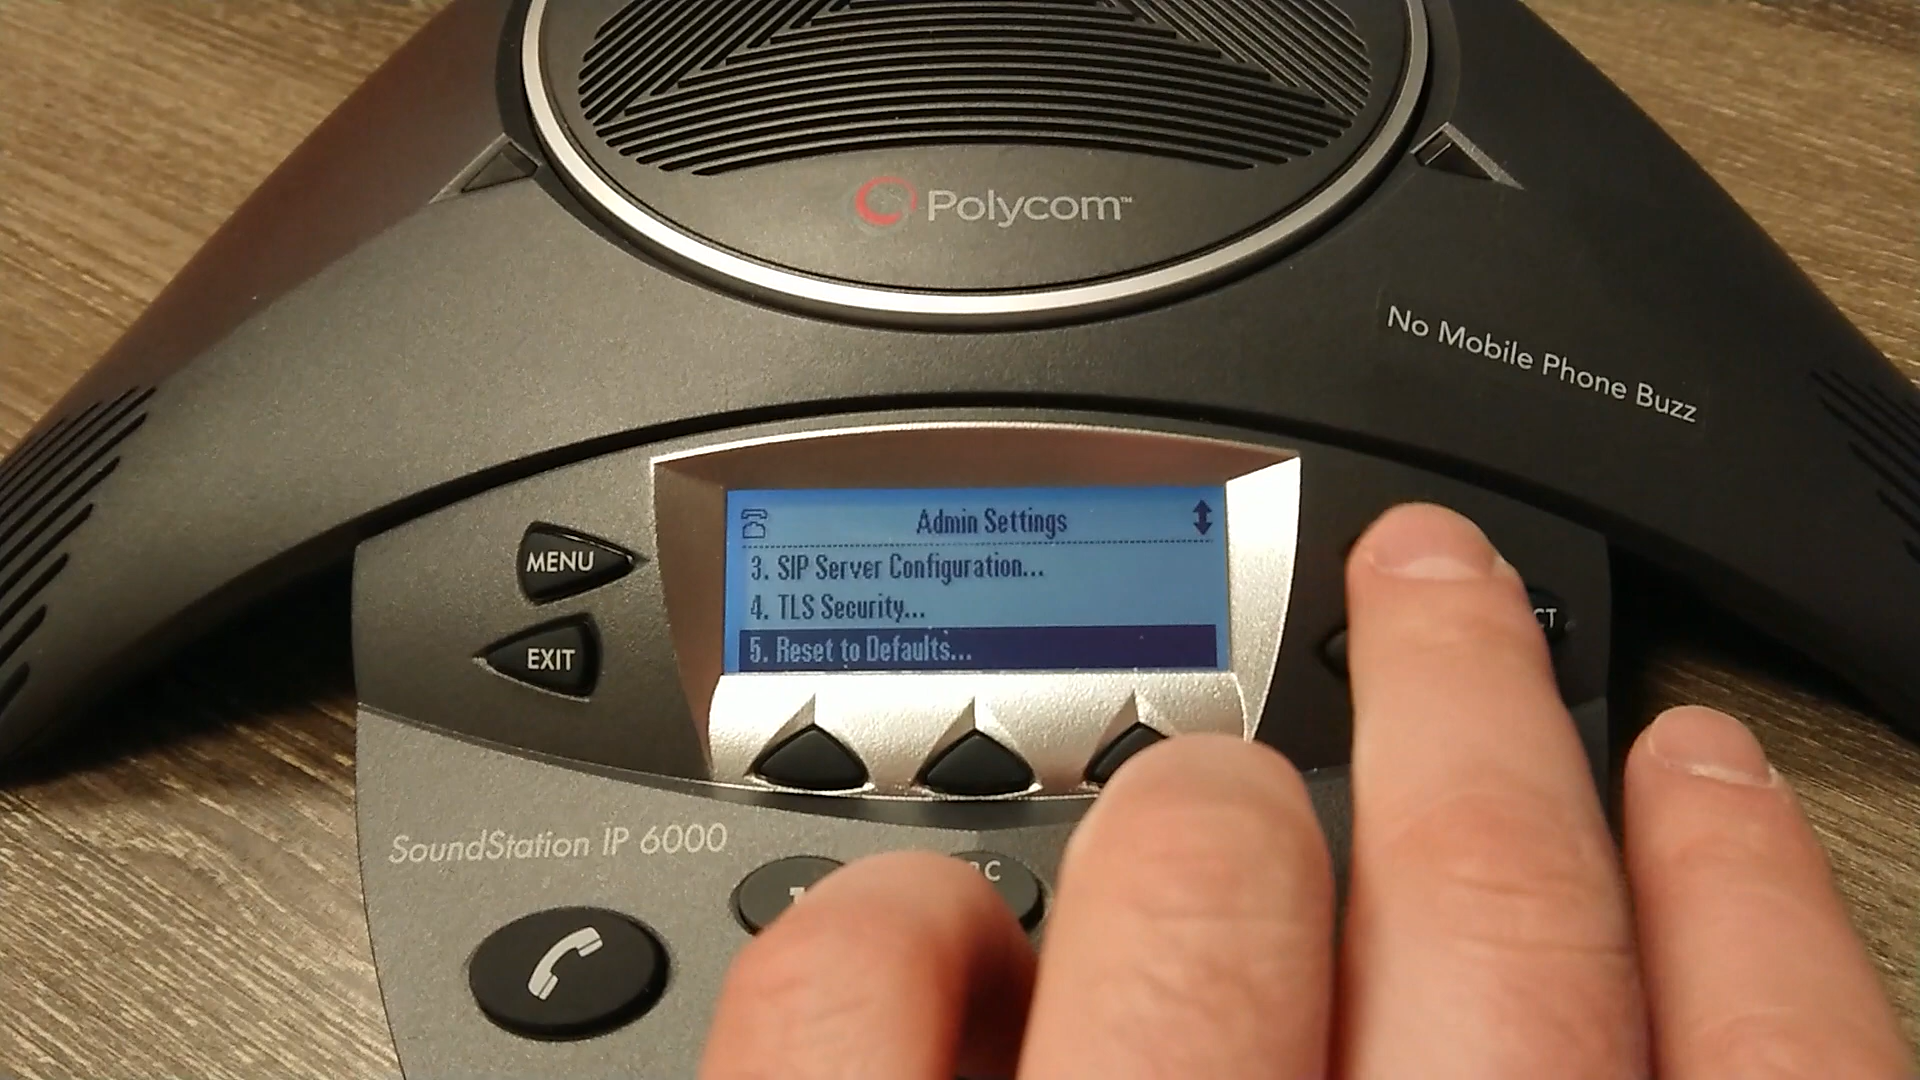 Polycom™
No Mobile Phone Buzz
Admin Settings
3. SIP Server Configuration...
4. TLS Security...
5. Reset to Defaults...
MENU
EXIT
CT
SoundStation IP 6000
C